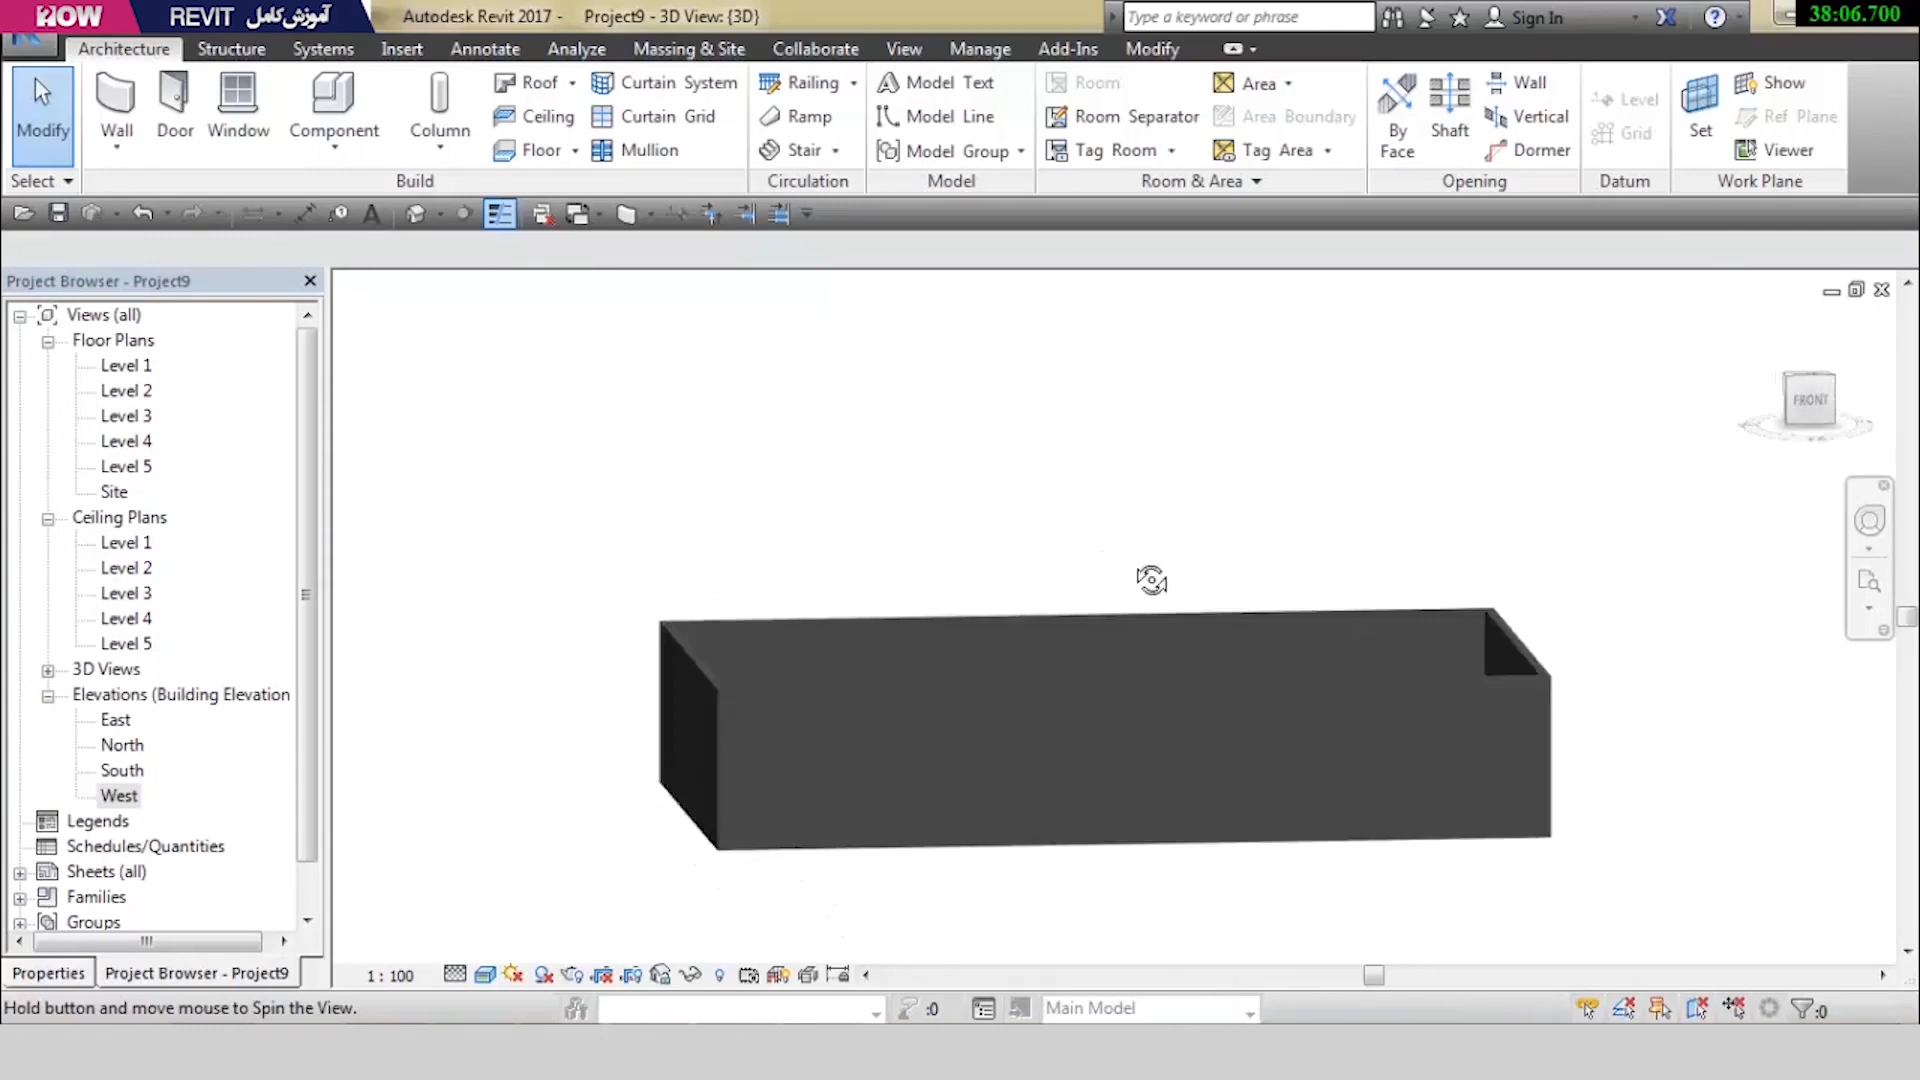 2ON REVIT آموزش کامل
Autodesk Revit 2017 - Project9 - 3D View: {3D}
Type a keyword or phrase
Sign In
38:06.700
Architecture Structure Systems Insert Annotate Analyze Massing & Site Collaborate View Manage Add-Ins Modify
Modify
Wall
Door
Window
Component
Column
Roof
Ceiling
Floor
Curtain System
Curtain Grid
Mullion
Railing
Ramp
Stair
Model Text
Model Line
Model Group
Room
Room Separator
Tag Room
Area
Area Boundary
Tag Area
By Face
Shaft
Wall
Vertical
Dormer
Level
Grid
Set
Show
Ref Plane
Viewer
Select
Build
Circulation
Model
Room & Area
Opening
Datum
Work Plane
Project Browser - Project9
Views (all)
Floor Plans
Level 1
Level 2
Level 3
Level 4
Level 5
Site
Ceiling Plans
Level 1
Level 2
Level 3
Level 4
Level 5
3D Views
Elevations (Building Elevation
East
North
South
West
Legends
Schedules/Quantities
Sheets (all)
Families
Groups
Properties
Project Browser - Project9
FRONT
1 : 100
Hold button and move mouse to Spin the View.
:0
Main Model
:0